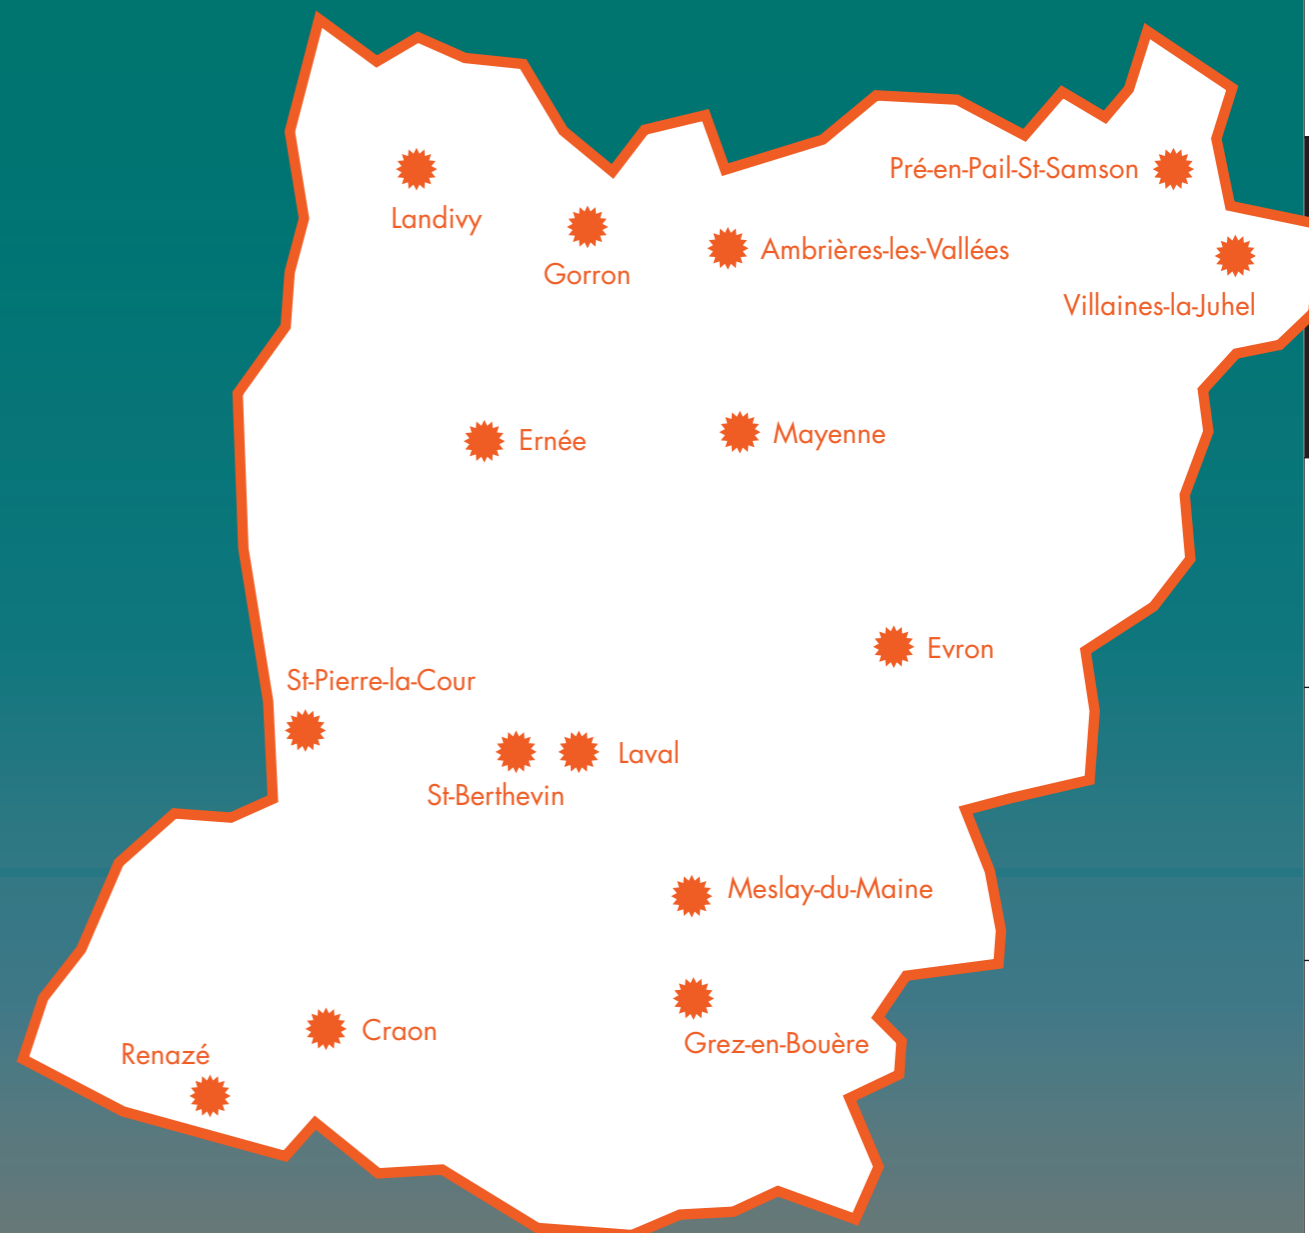 Pré-en-Pail-St-Samson
Landivy
Gorron
Ambrières-les-Vallées
Villaines-la-Juhel
Ernée
Mayenne
Evron
St-Pierre-la-Cour
Laval
St-Berthevin
Meslay-du-Maine
Craon
Grez-en-Bouère
Renazé